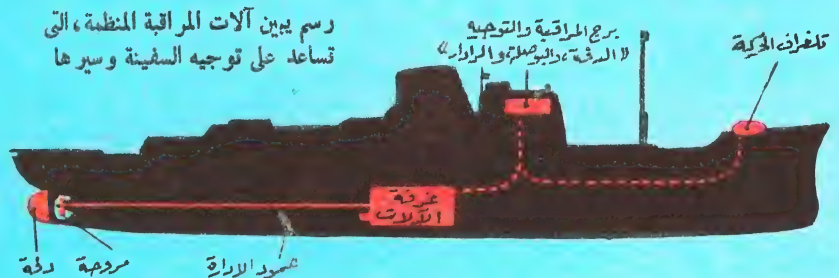 رسم يبين آلات المراقبة المنظمة، التي
تساعد على توجيه السفينة وسيرها
برج المراقبة والتوجيه
«الدفة، والبوصلة، والرادار»
تلغراف الحركة
غرفة
الآلات
عمود الادارة
مروحة
دفة